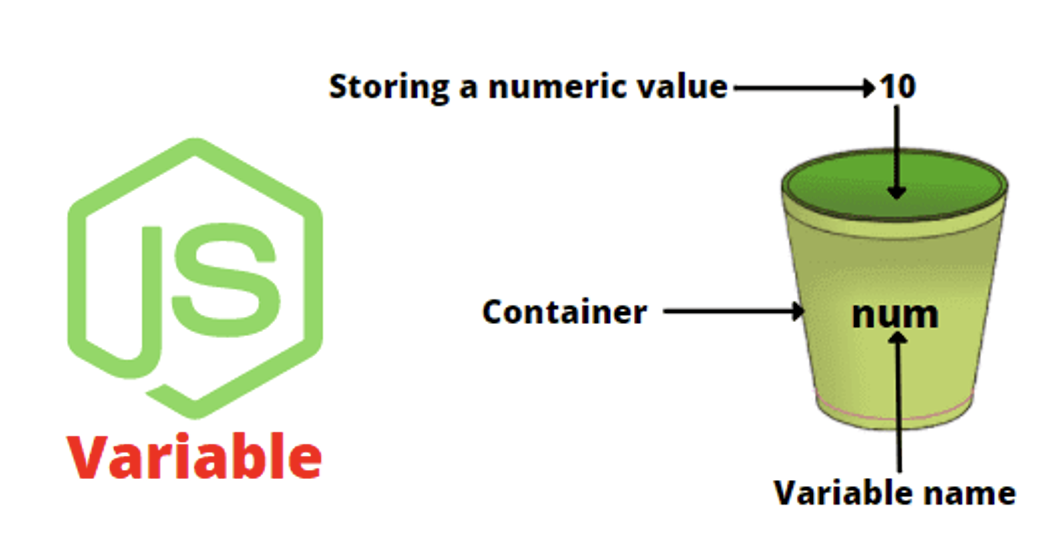 Storing a numeric value 10
JS
Container
num
Variable
Variable name